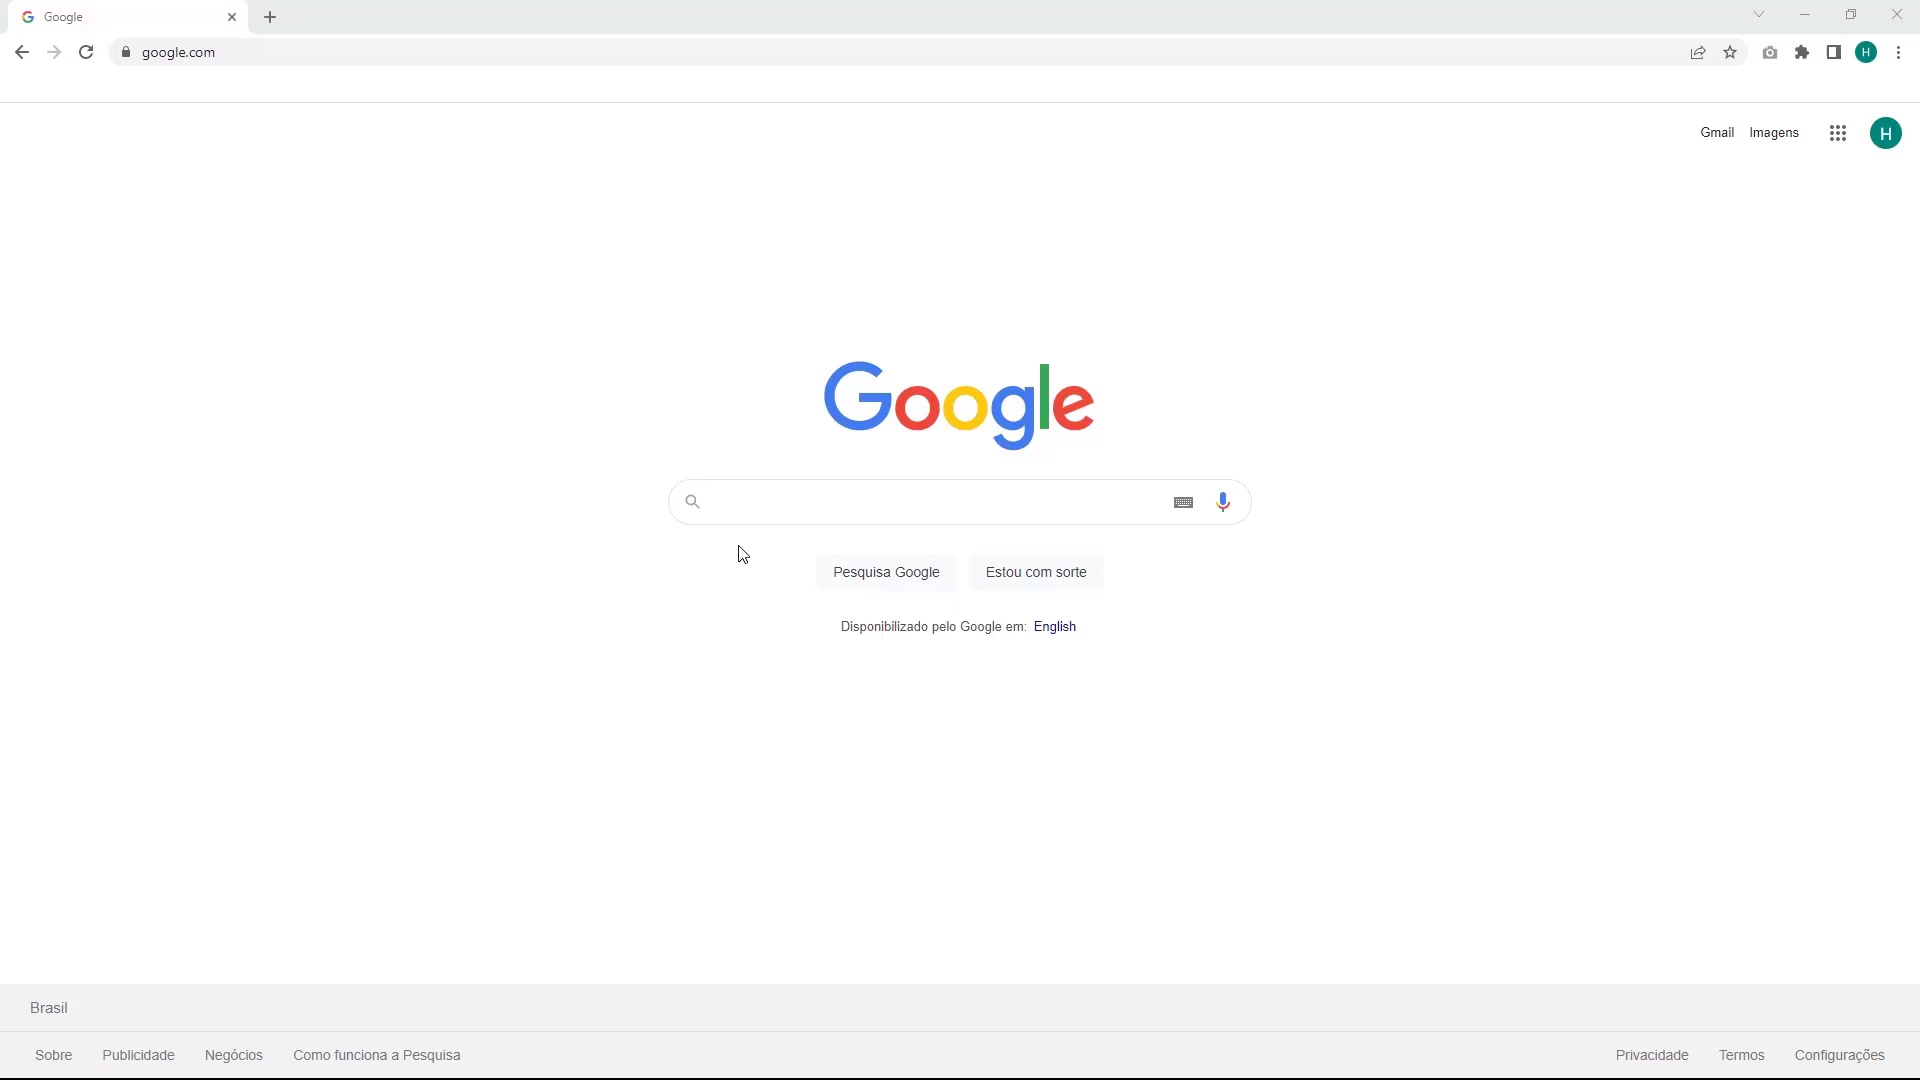 Google
google.com
H
Gmail Imagens
H
Google
Pesquisa Google Estou com sorte
Disponibilizado pelo Google em: English
Brasil
Sobre Publicidade Negócios Como funciona a Pesquisa Privacidade Termos Configurações